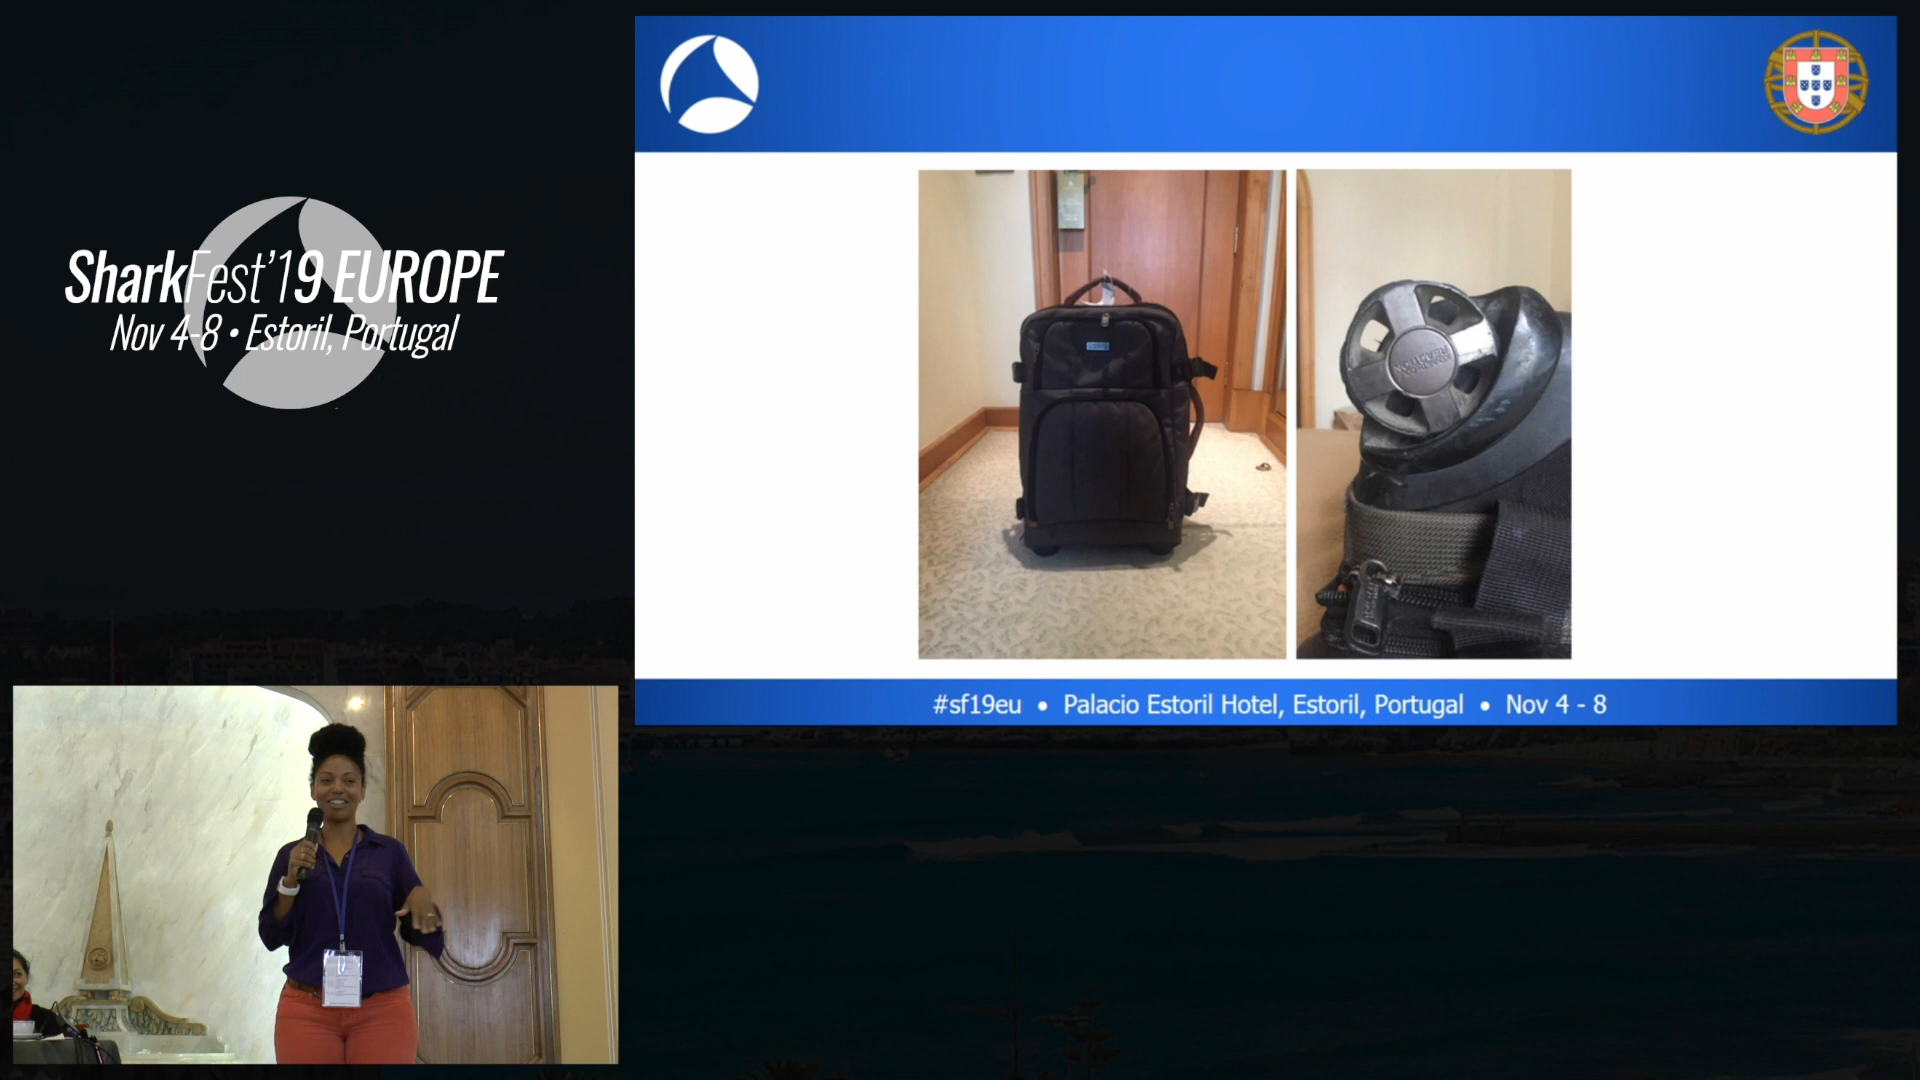 SharkFest'19 EUROPE
Nov 4-8 • Estoril, Portugal
#sf19eu • Palacio Estoril Hotel, Estoril, Portugal • Nov 4 - 8